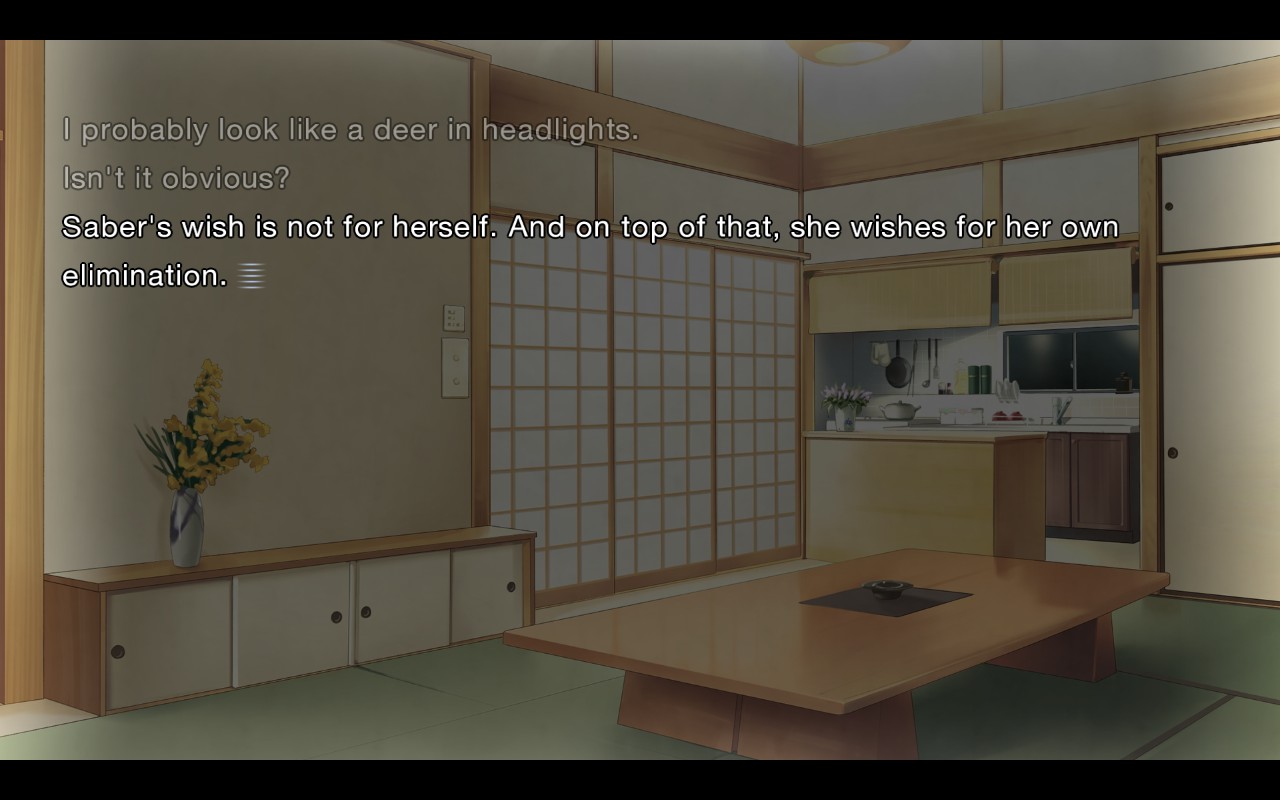 I probably look like a deer in headlights.
Isn't it obvious?
Saber's wish is not for herself. And on top of that, she wishes for her own
elimination.